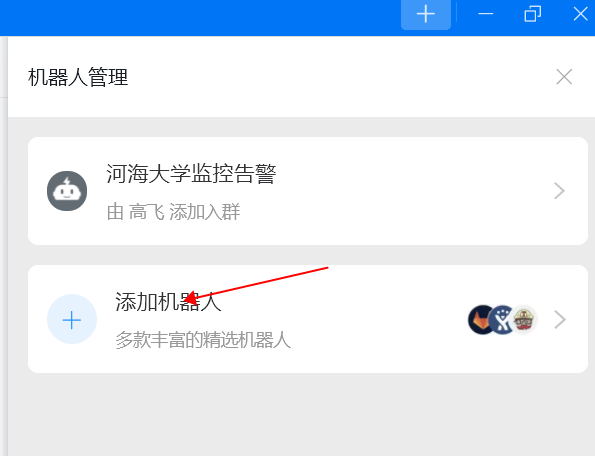 机器人管理
河海大学监控告警
由 高飞 添加入群
添加机器人
多款丰富的精选机器人